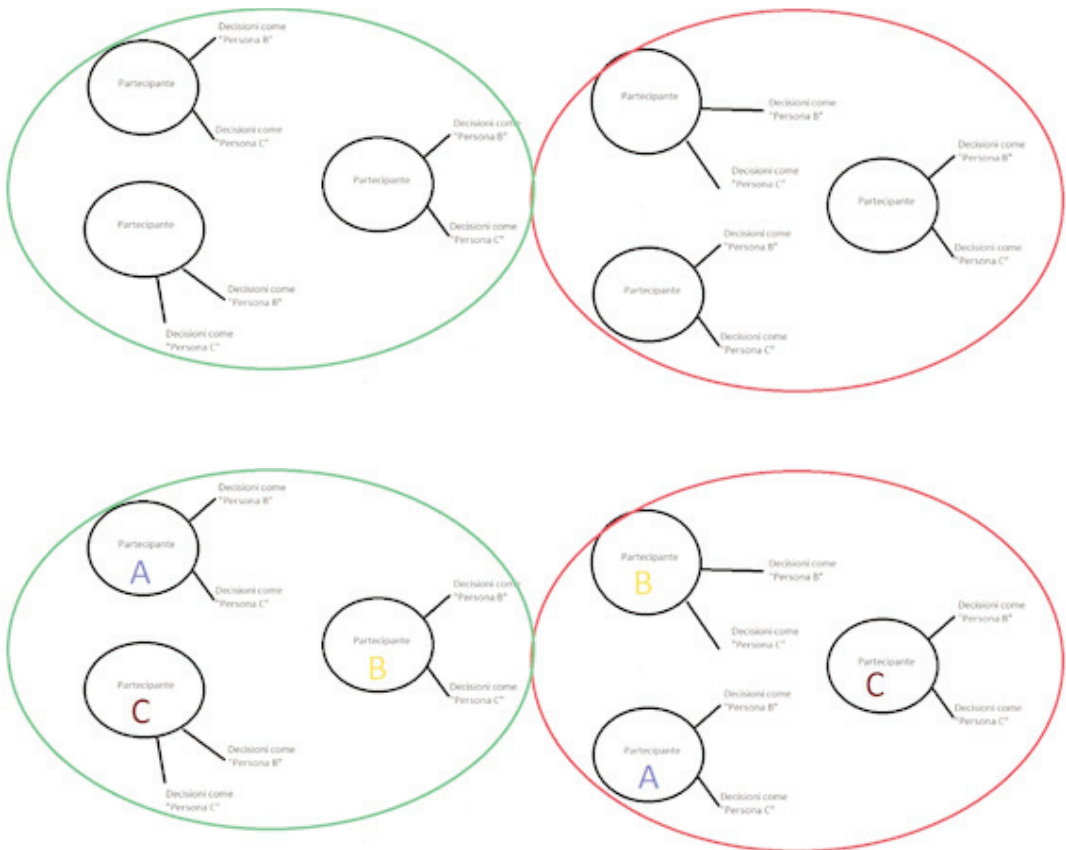 Decisioni come
"Persona B"
Partecipante
Decisioni come
"Persona C"
Decisioni come
"Persona B"
Partecipante
Decisioni come
"Persona C"
Partecipante
Decisioni come
"Persona B"
Decisioni come
"Persona C"
Partecipante
Decisioni come
"Persona B"
Decisioni come
"Persona C"
Decisioni come
"Persona B"
Partecipante
Decisioni come
"Persona C"
Decisioni come
"Persona B"
Partecipante
Decisioni come
"Persona C"
Decisioni come
"Persona B"
Partecipante
A
Decisioni come
"Persona C"
Decisioni come
"Persona B"
Partecipante
B
Decisioni come
"Persona C"
Partecipante
C
Decisioni come
"Persona B"
Decisioni come
"Persona C"
Partecipante
B
Decisioni come
"Persona B"
Decisioni come
"Persona C"
Decisioni come
"Persona B"
Partecipante
C
Decisioni come
"Persona C"
Decisioni come
"Persona B"
Partecipante
A
Decisioni come
"Persona C"